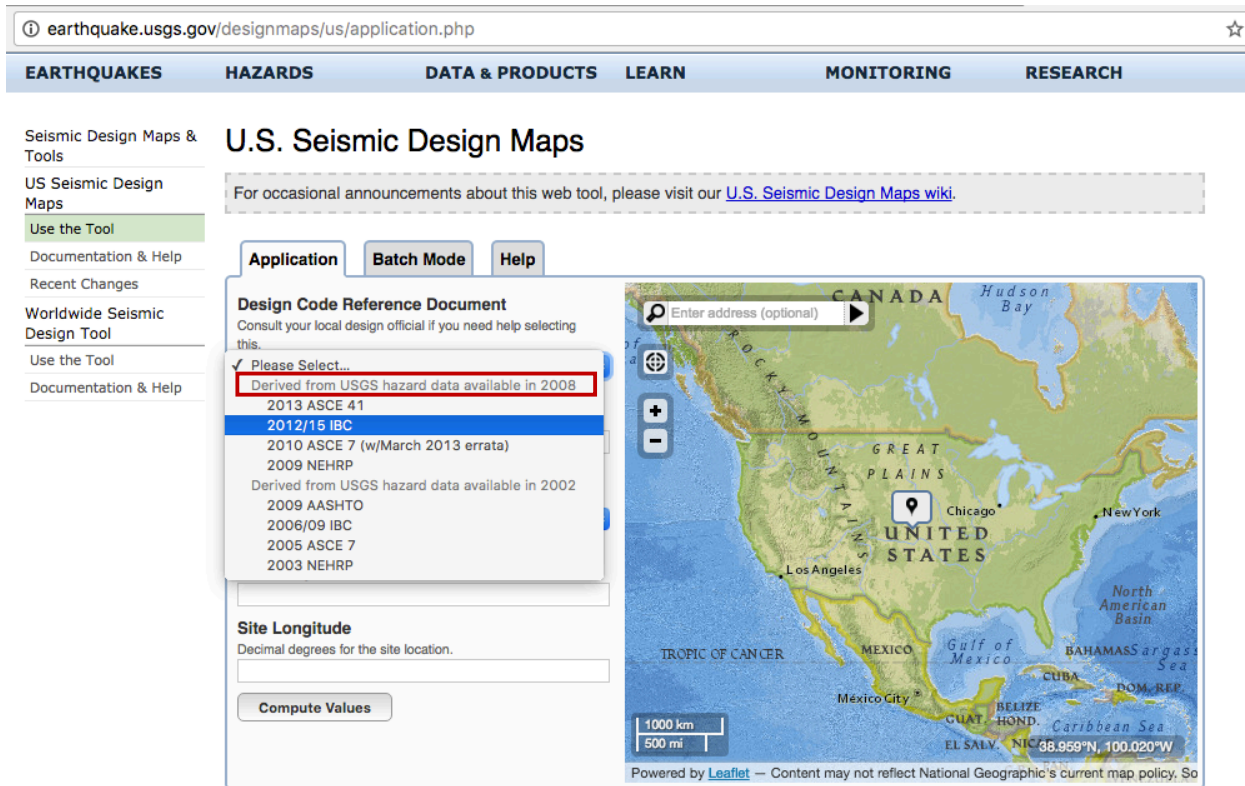 earthquake.usgs.gov/designmaps/us/application.php
EARTHQUAKES HAZARDS DATA & PRODUCTS LEARN MONITORING RESEARCH
Seismic Design Maps &
Tools
US Seismic Design
Maps
Use the Tool
Documentation & Help
Recent Changes
Worldwide Seismic
Design Tool
Use the Tool
Documentation & Help
U.S. Seismic Design Maps
For occasional announcements about this web tool, please visit our U.S. Seismic Design Maps wiki.
Application Batch Mode Help
Design Code Reference Document
Consult your local design official if you need help selecting
this.
✓ Please Select...
Derived from USGS hazard data available in 2008
2013 ASCE 41
2012/15 IBC
2010 ASCE 7 (w/March 2013 errata)
2009 NEHRP
Derived from USGS hazard data available in 2002
2009 AASHTO
2006/09 IBC
2005 ASCE 7
2003 NEHRP
Site Longitude
Decimal degrees for the site location.
Compute Values
Enter address (optional)
CANADA
Hudson
Bay
ROCKY MOUNTAINS
GREAT
PLAINS
Chicago
New York
UNITED
STATES
Los Angeles
North
American
Basin
TROPIC OF CANCER
MEXICO
Gulf of
Mexico
BAHAMAS
Sargass
Sea
CUBA
DOM. REP.
México City
BELIZE
GUAT. HOND.
Caribbean Sea
EL SALV.
1000 km
500 mi
38.959°N, 100.020°W
Powered by Leaflet — Content may not reflect National Geographic's current map policy. So